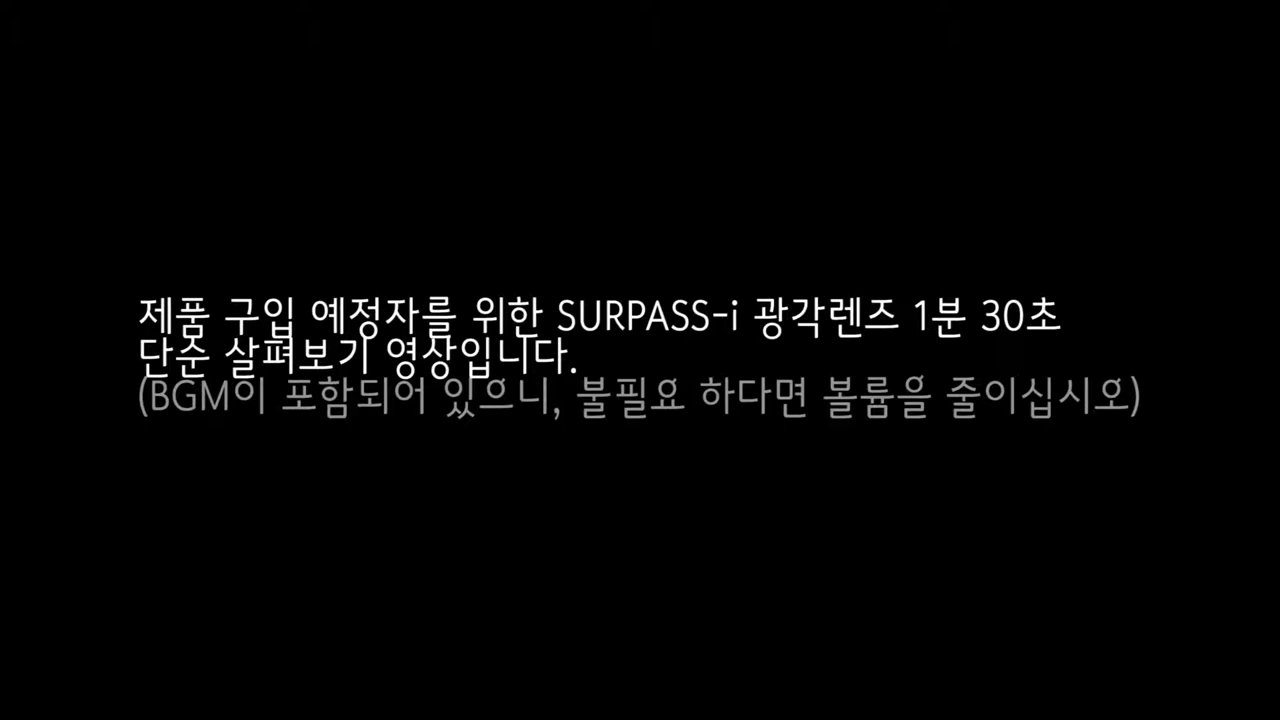 제품 구입 예정자를 위한 SURPASS-i 광각렌즈 1분 30초
단순 살펴보기 영상입니다.
(BGM이 포함되어 있으니, 불필요 하다면 볼륨을 줄이십시오)